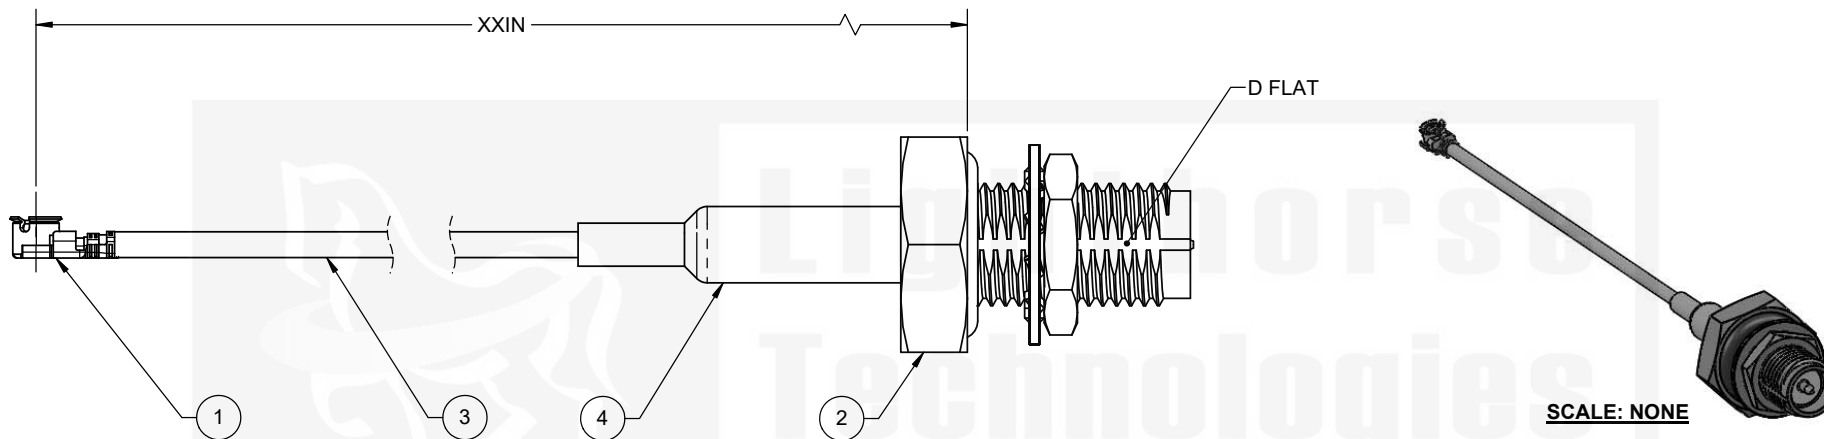 XXIN
D FLAT
Lighthorse
Technologies
1
3
4
2
SCALE: NONE